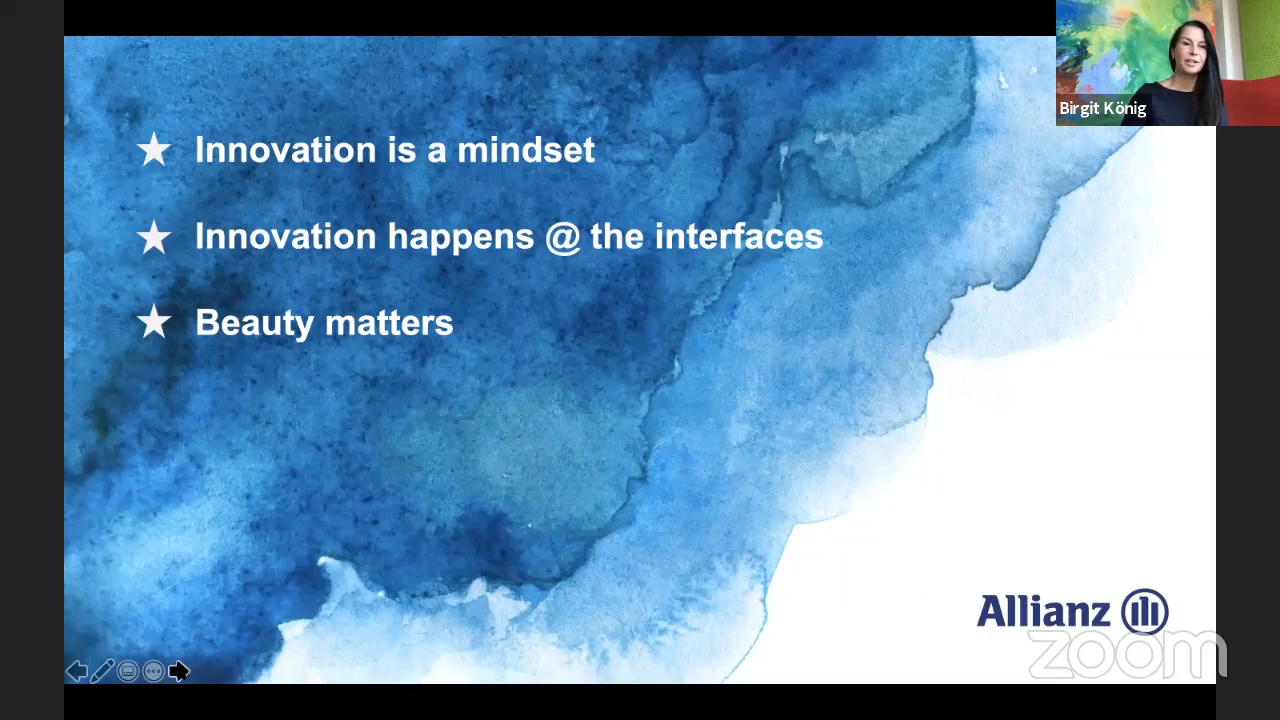 Birgit König
Innovation is a mindset
Innovation happens @ the interfaces
Beauty matters
Allianz
zoom